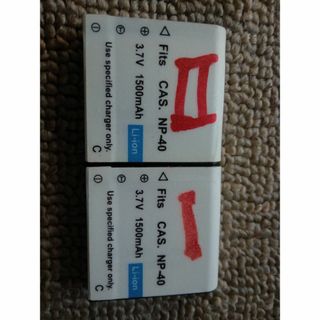 Fits CAS. NP-40
⊕ 3.7V 1500mAh Li-ion
Use specified charger only.
C
Fits CAS. NP-40
⊕ 3.7V 1500mAh Li-ion
Use specified charger only.
C